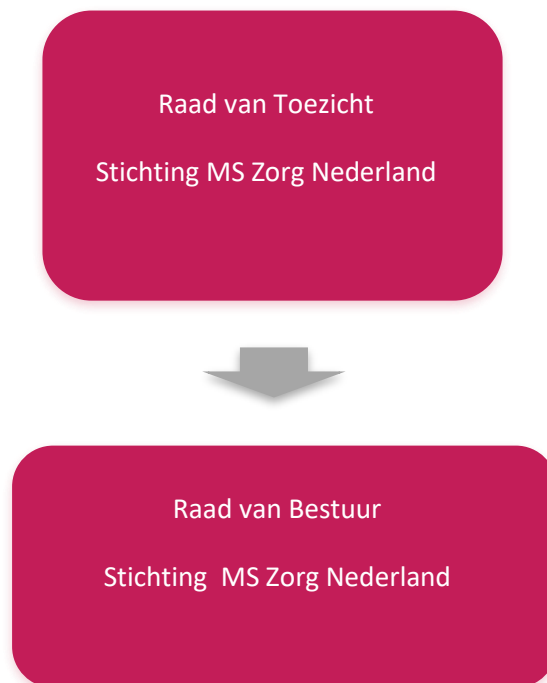 Raad van Toezicht
Stichting MS Zorg Nederland
Raad van Bestuur
Stichting  MS Zorg Nederland